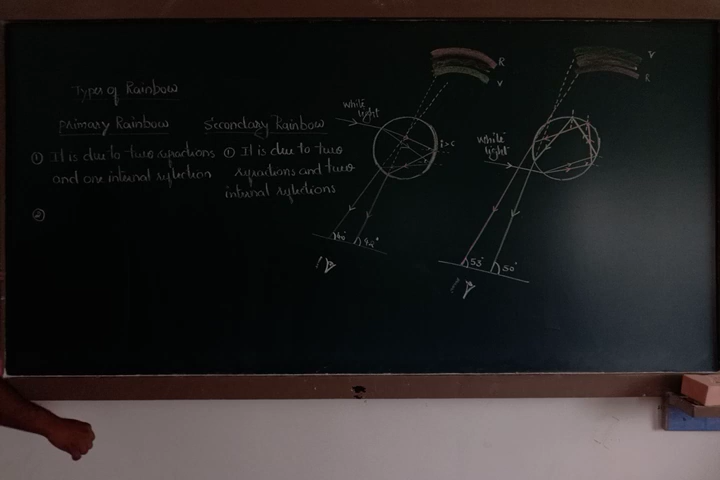 Types of Rainbow
Primary Rainbow
① It is due to two refractions
and one internal reflection
②
Secondary Rainbow
① It is due to two
refractions and two
internal reflections
white
light
R
V
i>c
40°
42°
white
light
V
R
53°
50°